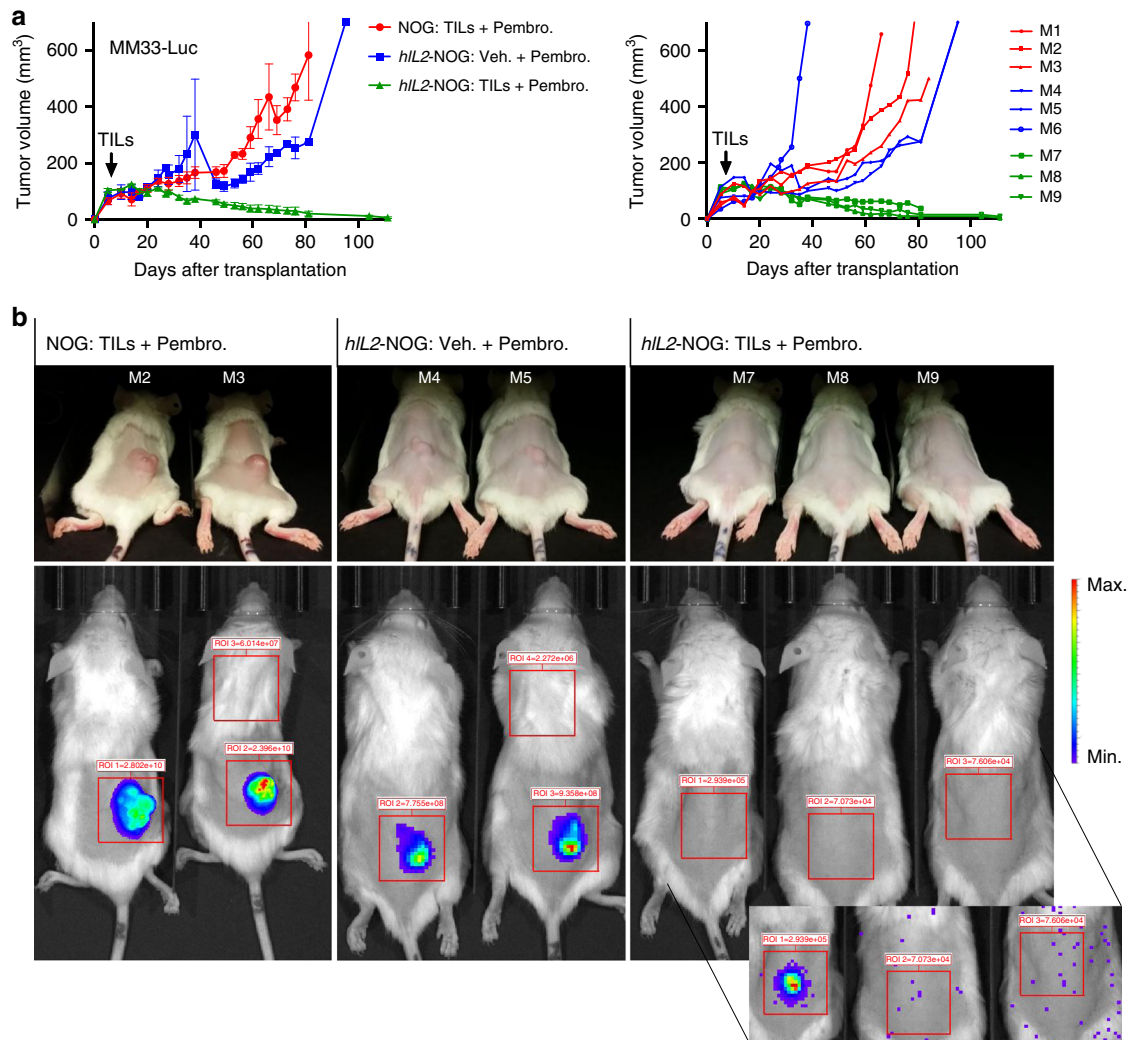 a
MM33-Luc
Tumor volume (mm³)
600
400
200
0
TILs
0 20 40 60 80 100
Days after transplantation
NOG: TILs + Pembro.
hIL2-NOG: Veh. + Pembro.
hIL2-NOG: TILs + Pembro.
Tumor volume (mm³)
600
400
200
0
TILs
0 20 40 60 80 100
Days after transplantation
M1
M2
M3
M4
M5
M6
M7
M8
M9
b
NOG: TILs + Pembro.
hIL2-NOG: Veh. + Pembro.
hIL2-NOG: TILs + Pembro.
M2 M3
M4 M5
M7 M8 M9
ROI 3=6.014e+07
ROI 1=2.802e+10
ROI 2=2.396e+10
ROI 4=2.272e+06
ROI 2=7.755e+08
ROI 3=9.358e+08
ROI 1=2.939e+05
ROI 2=7.073e+04
ROI 3=7.606e+04
Max.
Min.
ROI 1=2.939e+05
ROI 2=7.073e+04
ROI 3=7.606e+04